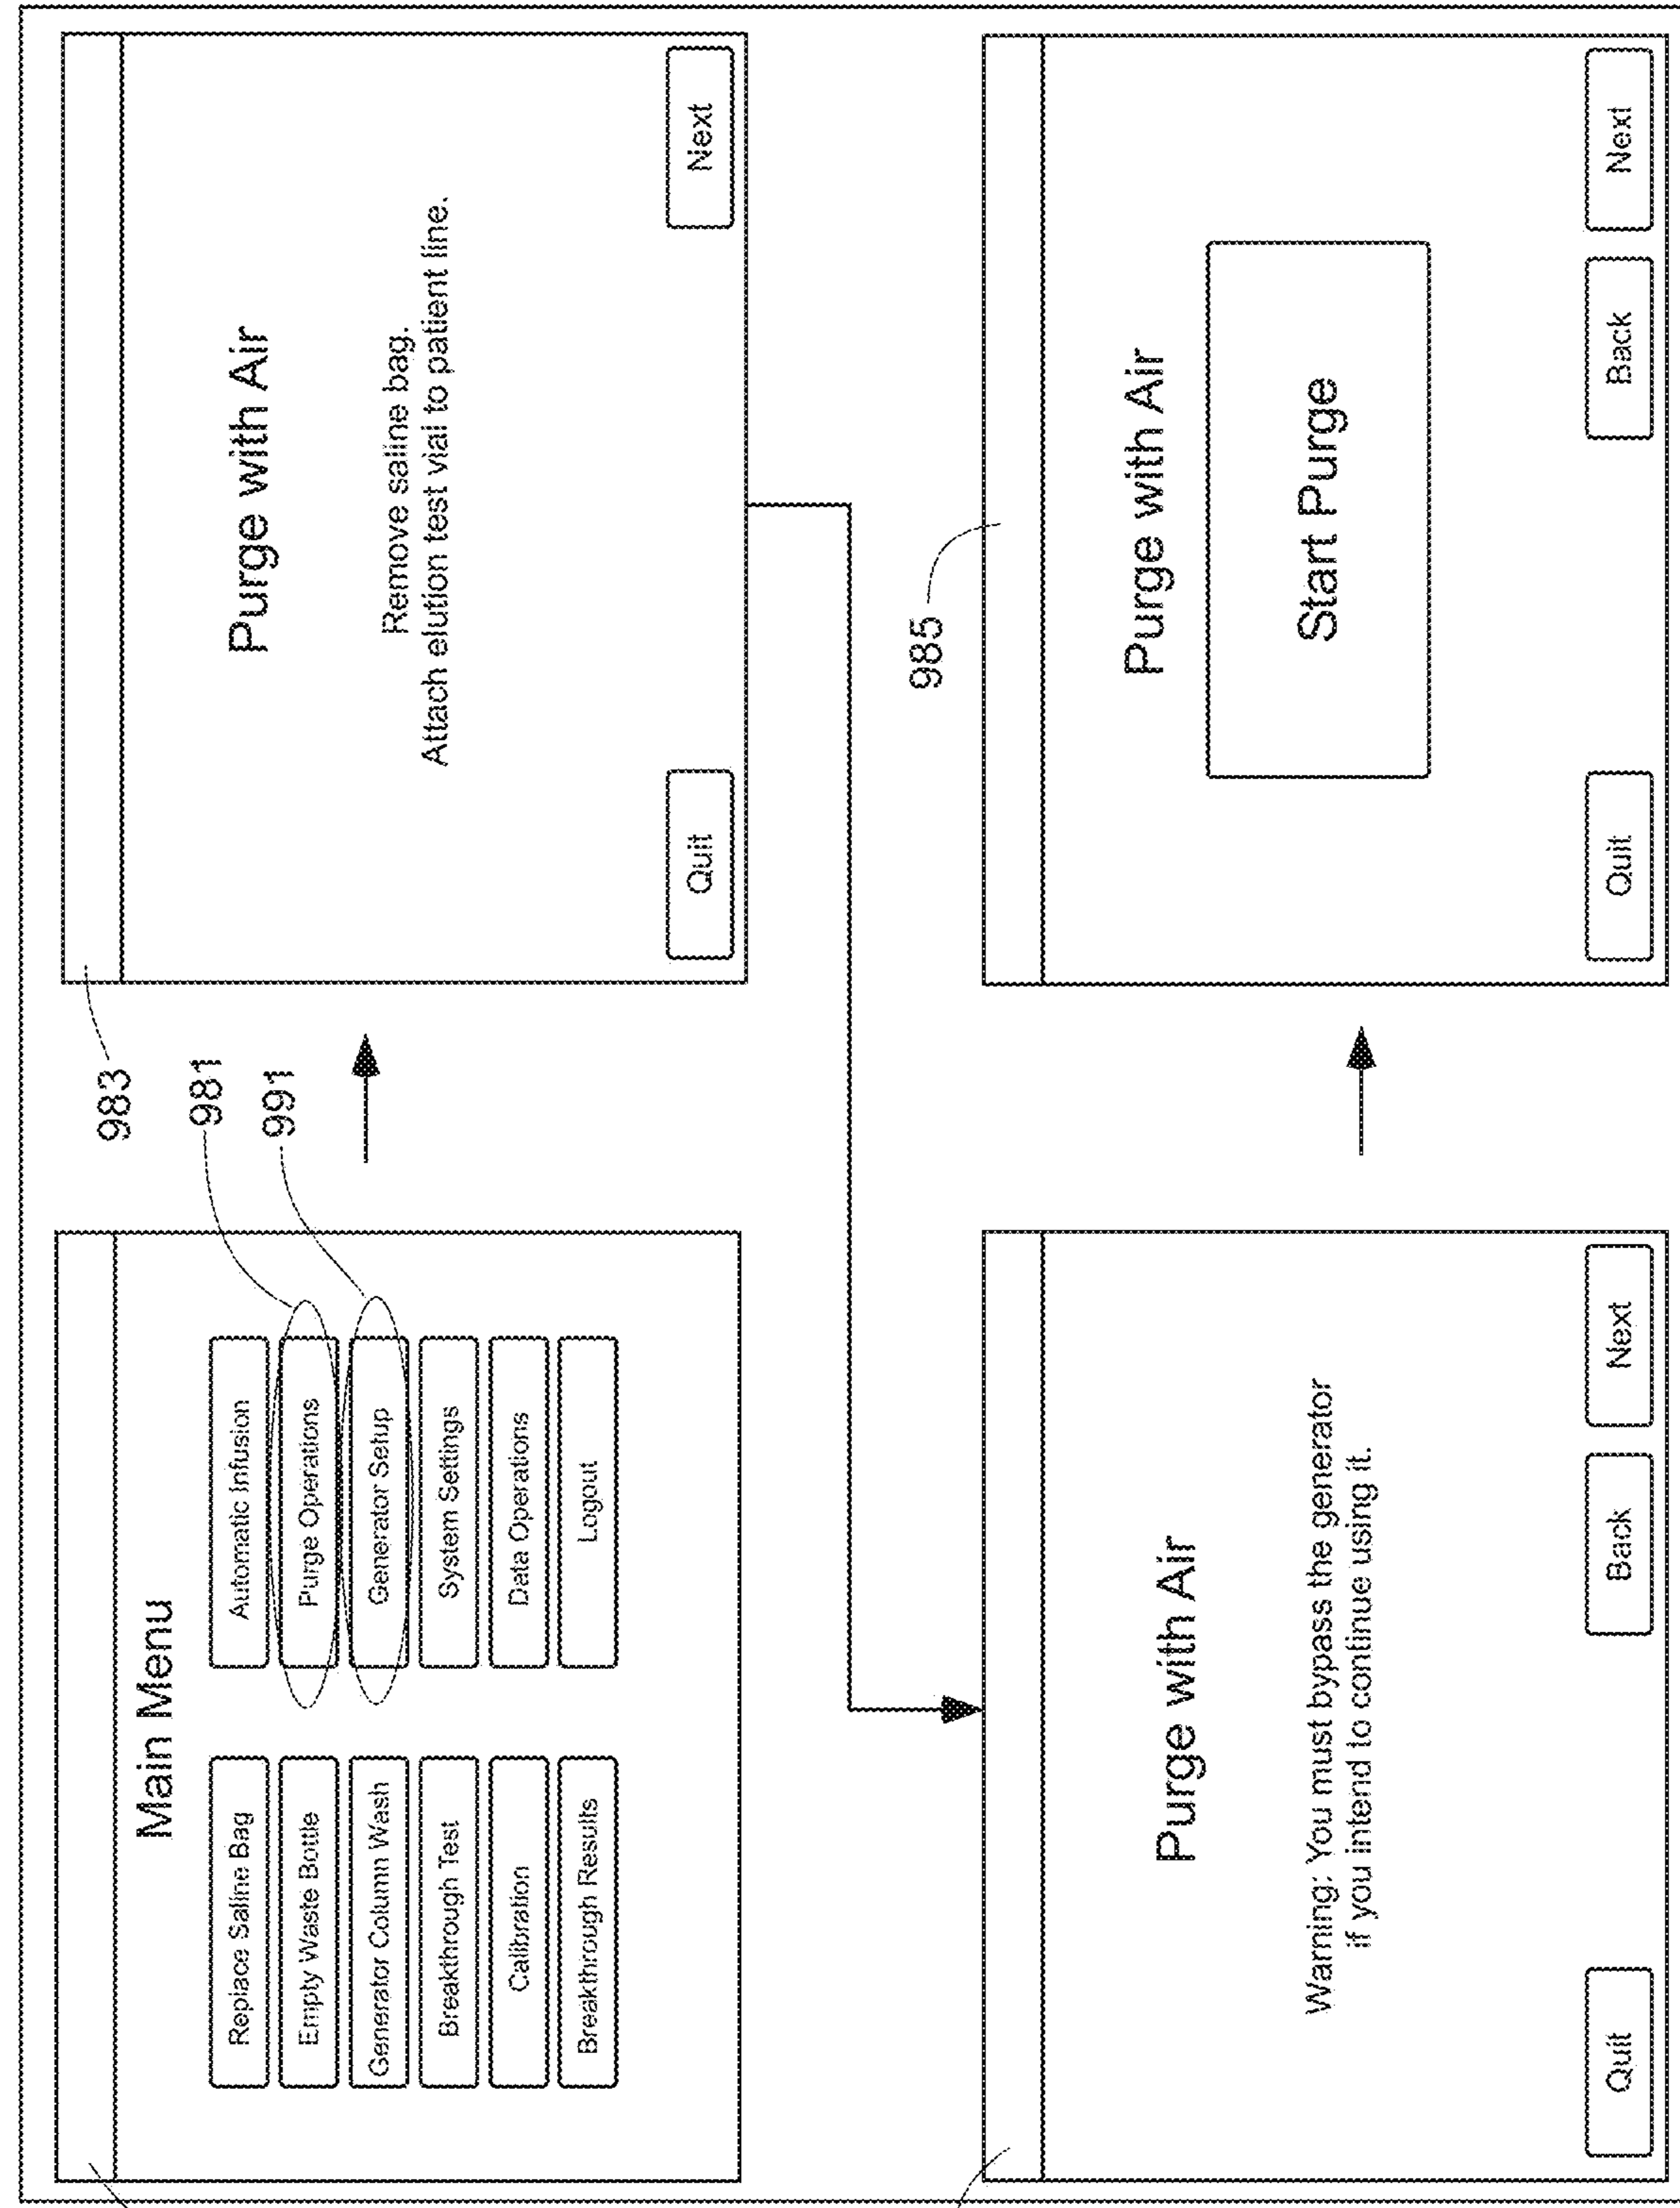 Main Menu
Replace Saline Bag
Empty Waste Bottle
Generator Column Wash
Breakthrough Test
Calibration
Breakthrough Results
Automatic Infusion
Purge Operations
Generator Setup
System Settings
Data Operations
Logout
981
991
983
Purge with Air
Remove saline bag.
Attach elution test vial to patient line.
Quit
Next
Purge with Air
Warning: You must bypass the generator
if you intend to continue using it.
Quit
Back
Next
985
Purge with Air
Start Purge
Quit
Back
Next